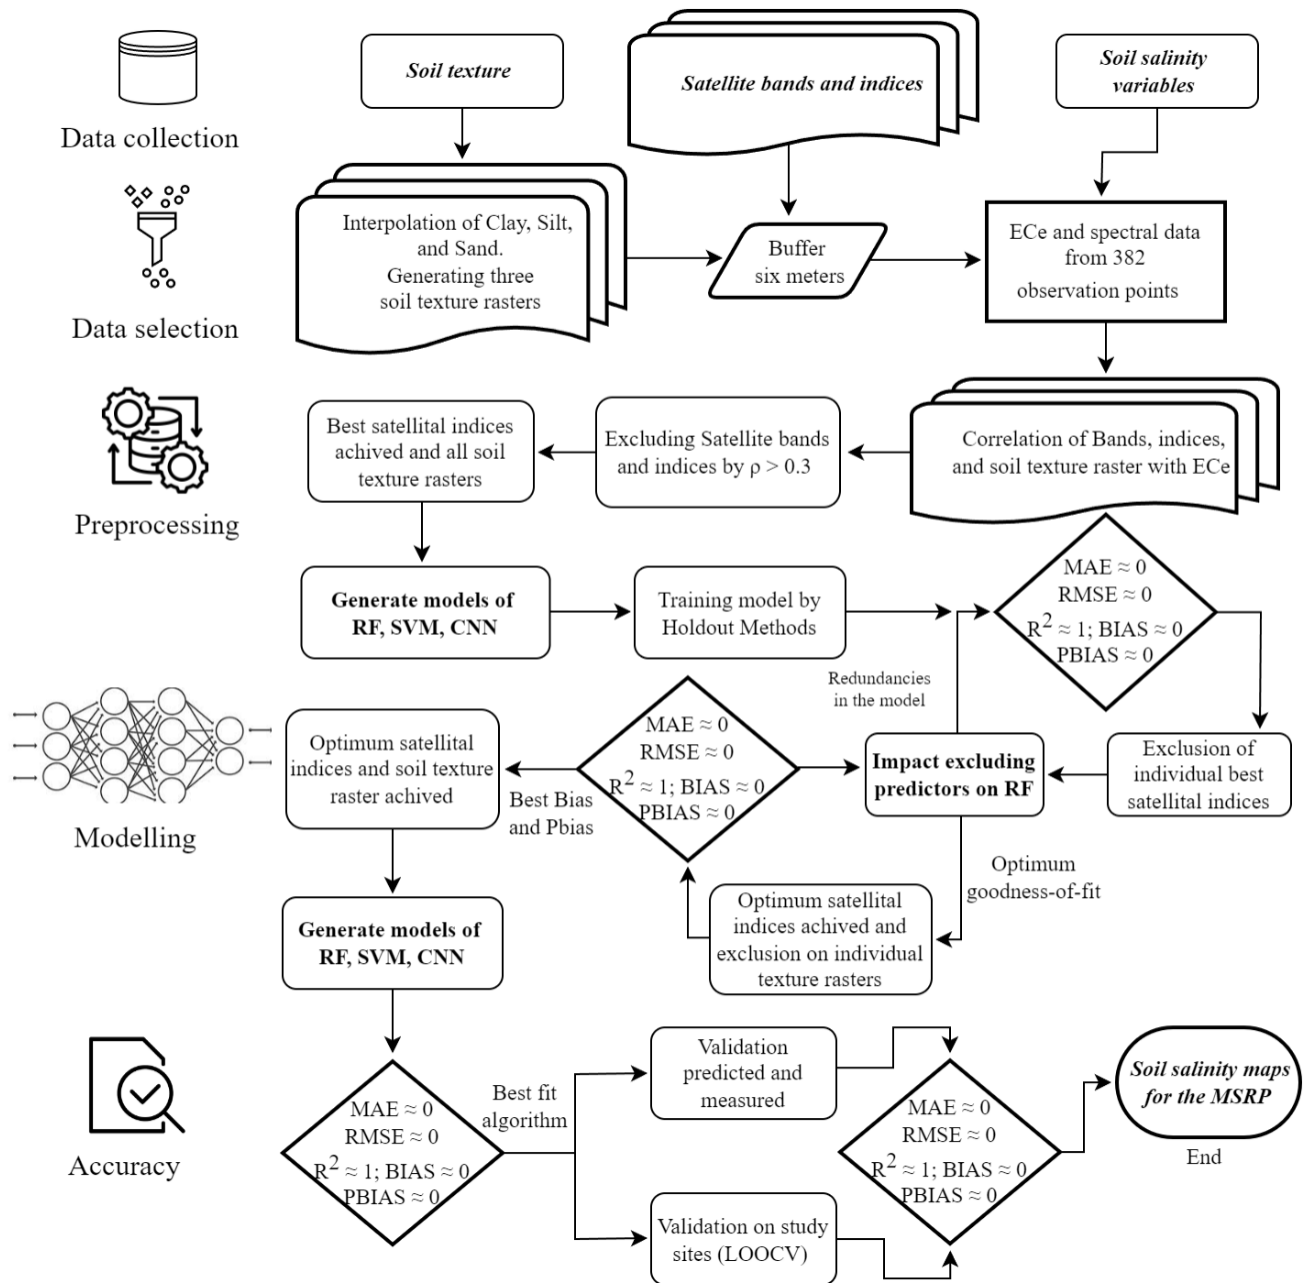 Data collection
Soil texture
Satellite bands and indices
Soil salinity
variables
Data selection
Interpolation of Clay, Silt,
and Sand.
Generating three
soil texture rasters
Buffer
six meters
ECe and spectral data
from 382
observation points
Preprocessing
Best satellital indices
achived and all soil
texture rasters
Excluding Satellite bands
and indices by ρ > 0.3
Correlation of Bands, indices,
and soil texture raster with ECe
Generate models of
RF, SVM, CNN
Training model by
Holdout Methods
MAE ≈ 0
RMSE ≈ 0
R² ≈ 1; BIAS ≈ 0
PBIAS ≈ 0
Redundancies
in the model
Modelling
Optimum satellital
indices and soil texture
raster achived
Best Bias
and Pbias
MAE ≈ 0
RMSE ≈ 0
R² ≈ 1; BIAS ≈ 0
PBIAS ≈ 0
Impact excluding
predictors on RF
Exclusion of
individual best
satellital indices
Optimum
goodness-of-fit
Generate models of
RF, SVM, CNN
Optimum satellital
indices achived and
exclusion on individual
texture rasters
Accuracy
MAE ≈ 0
RMSE ≈ 0
R² ≈ 1; BIAS ≈ 0
PBIAS ≈ 0
Best fit
algorithm
Validation
predicted and
measured
Validation on study
sites (LOOCV)
MAE ≈ 0
RMSE ≈ 0
R² ≈ 1; BIAS ≈ 0
PBIAS ≈ 0
Soil salinity maps
for the MSRP
End